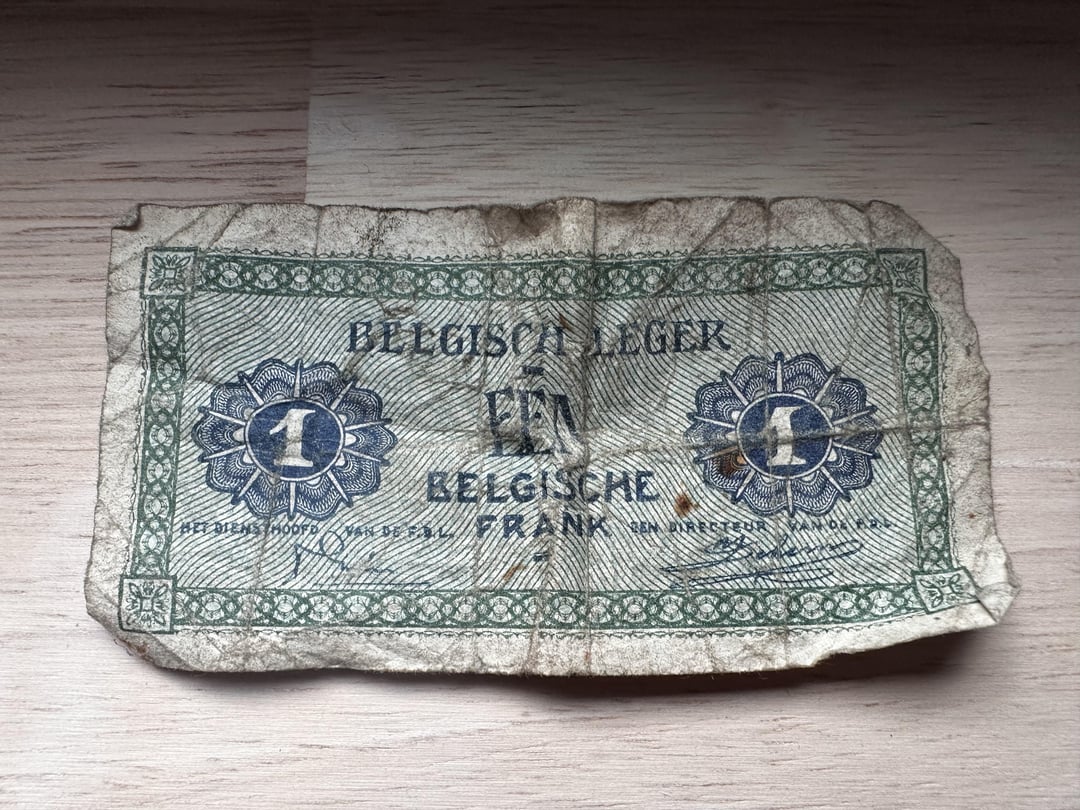 BELGISCH LEGER
1 EEN 1
BELGISCHE
FRANK
HET DIENSTHOOFD VAN DE F.B.L.
EEN DIRECTEUR VAN DE F.B.L.